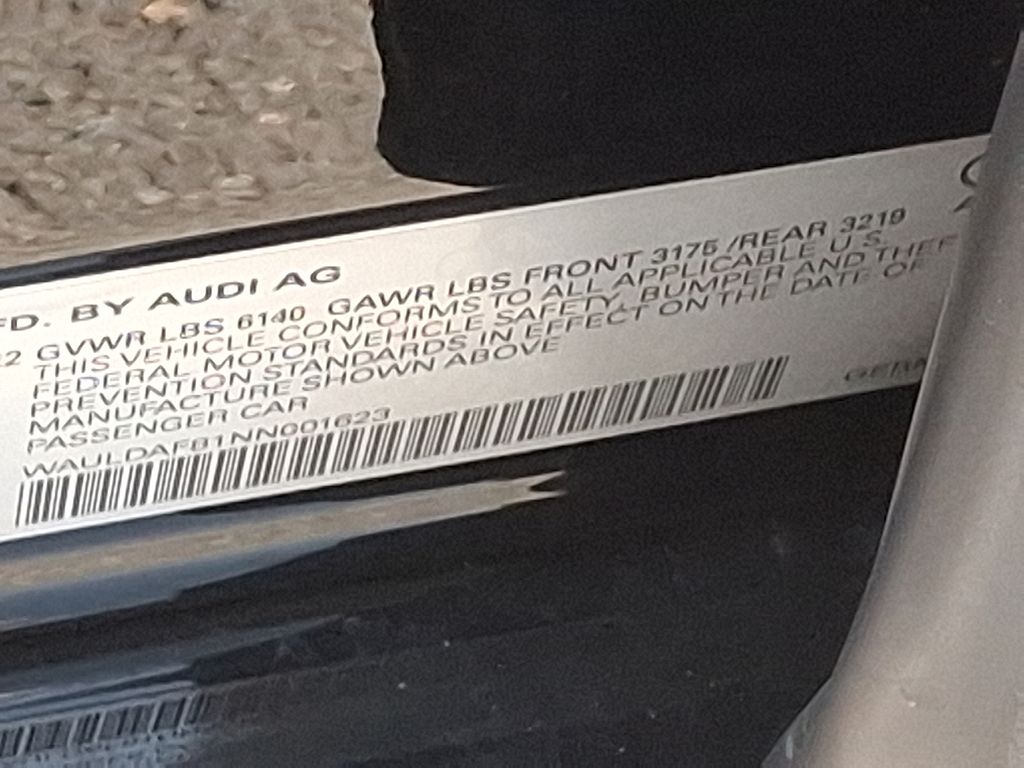 FD. BY AUDI AG
22 GVWR LBS 6140 GAWR LBS FRONT 3175 /REAR 3219
THIS VEHICLE CONFORMS TO ALL APPLICABLE U.S.
FEDERAL MOTOR VEHICLE SAFETY, BUMPER AND THEF
PREVENTION STANDARDS IN EFFECT ON THE DATE OF
MANUFACTURE SHOWN ABOVE
PASSENGER CAR
WAULDAF81NN001623